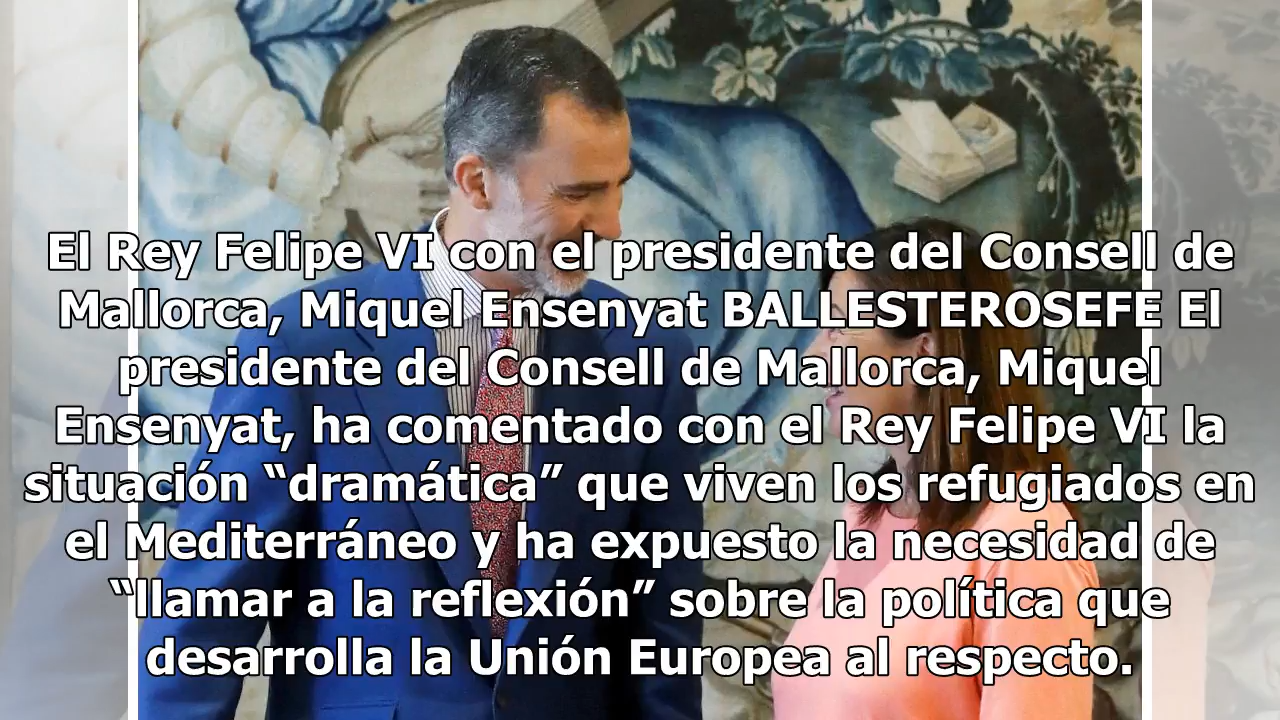 El Rey Felipe VI con el presidente del Consell de
Mallorca, Miquel Ensenyat BALLESTEROSEFE El
presidente del Consell de Mallorca, Miquel
Ensenyat, ha comentado con el Rey Felipe VI la
situación “dramática” que viven los refugiados en
el Mediterráneo y ha expuesto la necesidad de
“llamar a la reflexión” sobre la política que
desarrolla la Unión Europea al respecto.